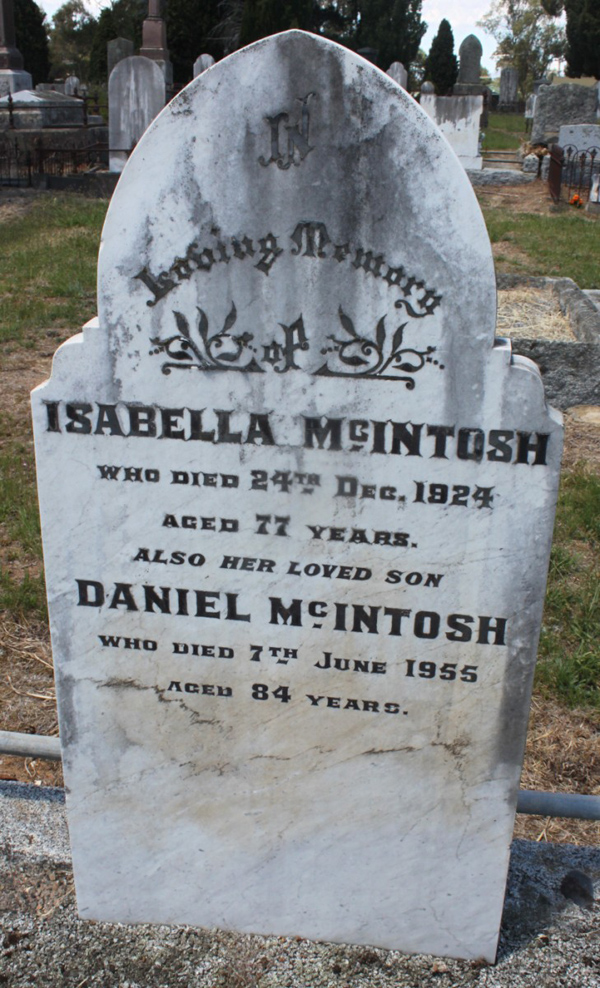 In
Loving Memory
of
ISABELLA McINTOSH
WHO DIED 24TH DEC. 1924
AGED 77 YEARS.
ALSO HER LOVED SON
DANIEL McINTOSH
WHO DIED 7TH JUNE 1955
AGED 84 YEARS.